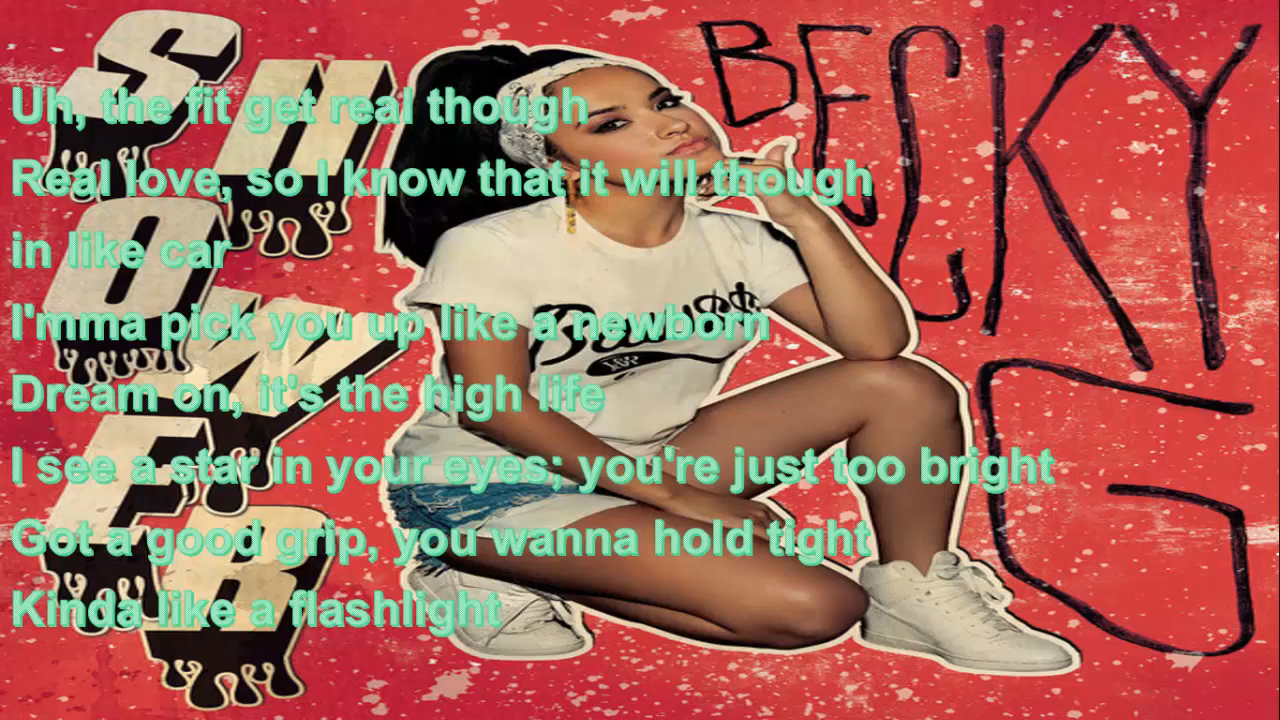 SHOWER
BECKY G
Uh, the fit get real though
Real love, so I know that it will though
in like car
I'mma pick you up like a newborn
Dream on, it's the high life
I see a star in your eyes; you're just too bright
Got a good grip, you wanna hold tight
Kinda like a flashlight